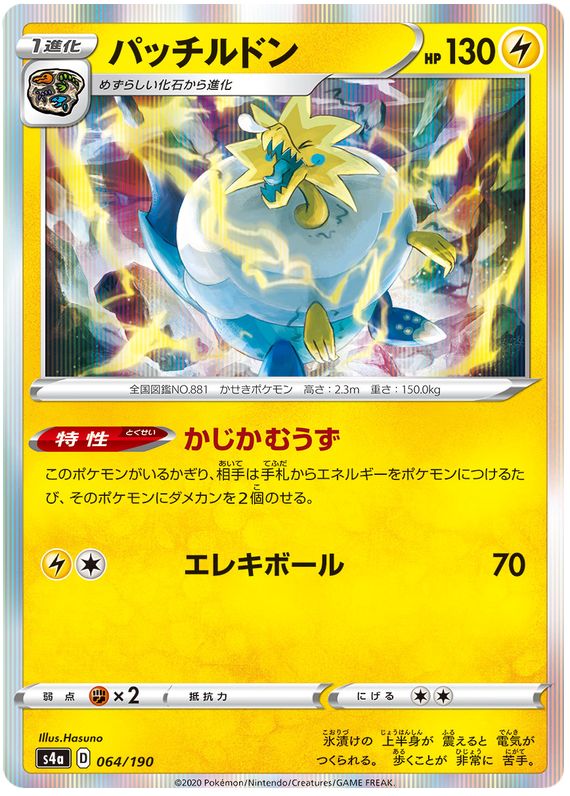 1進化
パッチルドン
HP 130
めずらしい化石から進化
全国図鑑NO.881 かせきポケモン 高さ：2.3m 重さ：150.0kg
特性 とくせい かじかむうず
このポケモンがいるかぎり、相手は手札からエネルギーをポケモンにつけるた
び、そのポケモンにダメカンを2個のせる。
エレキボール 70
弱点 ×2 抵抗力 にげる
Illus.Hasuno
氷漬けの 上半身が 震えると 電気が
つくられる。 歩くことが 非常に 苦手。
s4a D 064/190
©2020 Pokémon/Nintendo/Creatures/GAME FREAK.